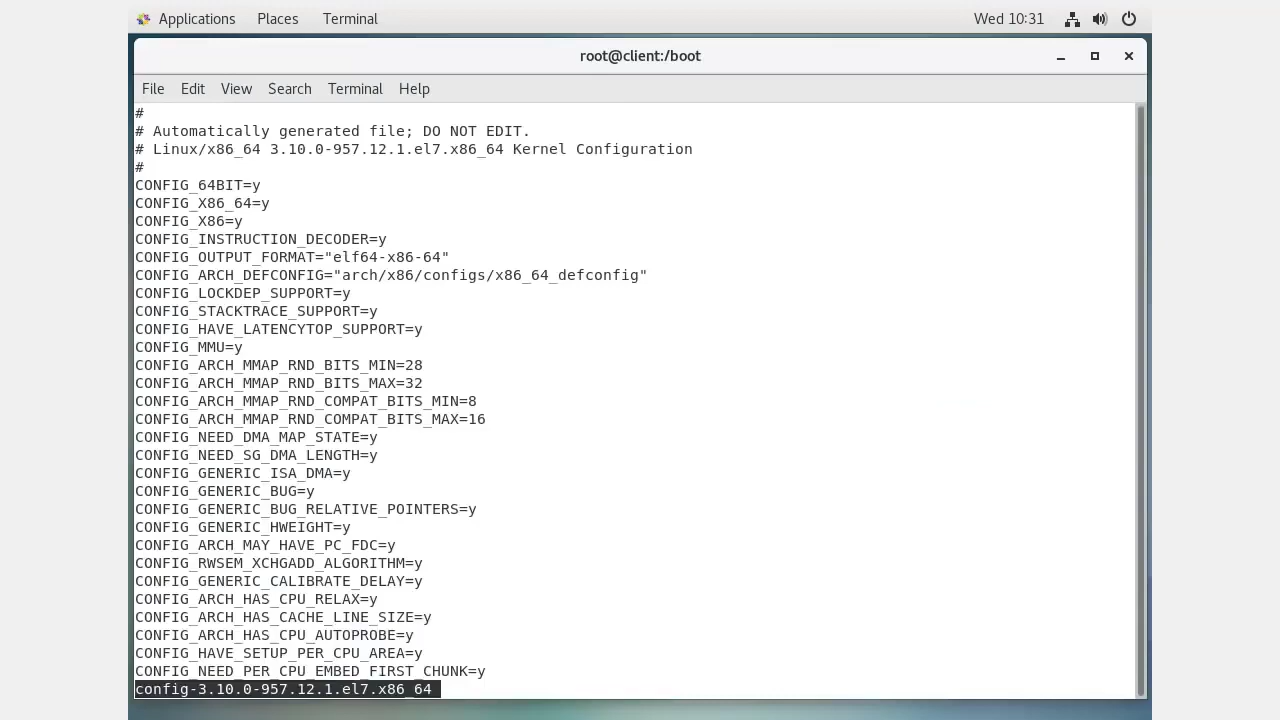 Applications Places Terminal Wed 10:31
root@client:/boot
File Edit View Search Terminal Help
#
# Automatically generated file; DO NOT EDIT.
# Linux/x86_64 3.10.0-957.12.1.el7.x86_64 Kernel Configuration
#
CONFIG_64BIT=y
CONFIG_X86_64=y
CONFIG_X86=y
CONFIG_INSTRUCTION_DECODER=y
CONFIG_OUTPUT_FORMAT="elf64-x86-64"
CONFIG_ARCH_DEFCONFIG="arch/x86/configs/x86_64_defconfig"
CONFIG_LOCKDEP_SUPPORT=y
CONFIG_STACKTRACE_SUPPORT=y
CONFIG_HAVE_LATENCYTOP_SUPPORT=y
CONFIG_MMU=y
CONFIG_ARCH_MMAP_RND_BITS_MIN=28
CONFIG_ARCH_MMAP_RND_BITS_MAX=32
CONFIG_ARCH_MMAP_RND_COMPAT_BITS_MIN=8
CONFIG_ARCH_MMAP_RND_COMPAT_BITS_MAX=16
CONFIG_NEED_DMA_MAP_STATE=y
CONFIG_NEED_SG_DMA_LENGTH=y
CONFIG_GENERIC_ISA_DMA=y
CONFIG_GENERIC_BUG=y
CONFIG_GENERIC_BUG_RELATIVE_POINTERS=y
CONFIG_GENERIC_HWEIGHT=y
CONFIG_ARCH_MAY_HAVE_PC_FDC=y
CONFIG_RWSEM_XCHGADD_ALGORITHM=y
CONFIG_GENERIC_CALIBRATE_DELAY=y
CONFIG_ARCH_HAS_CPU_RELAX=y
CONFIG_ARCH_HAS_CACHE_LINE_SIZE=y
CONFIG_ARCH_HAS_CPU_AUTOPROBE=y
CONFIG_HAVE_SETUP_PER_CPU_AREA=y
CONFIG_NEED_PER_CPU_EMBED_FIRST_CHUNK=y
config-3.10.0-957.12.1.el7.x86_64